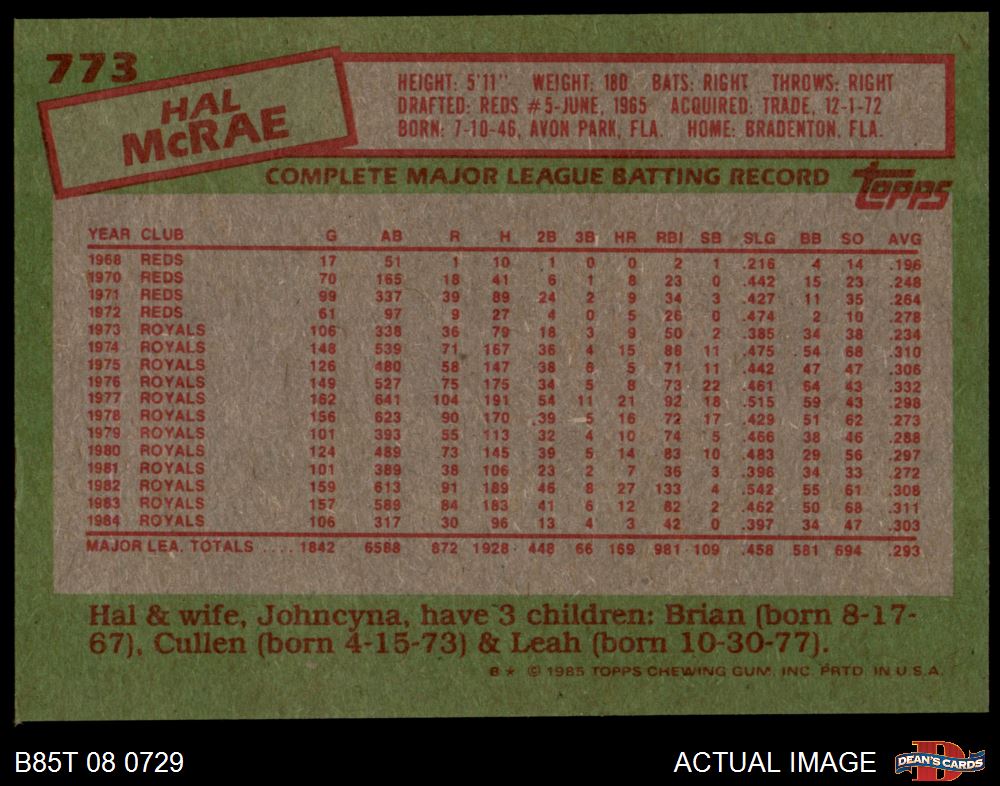 773
HAL
McRAE
HEIGHT: 5'11" WEIGHT: 180 BATS: RIGHT THROWS: RIGHT
DRAFTED: REDS #5-JUNE, 1965 ACQUIRED: TRADE, 12-1-72
BORN: 7-10-46, AVON PARK, FLA. HOME: BRADENTON, FLA.
COMPLETE MAJOR LEAGUE BATTING RECORD topps
YEAR CLUB G AB R H 2B 3B HR RBI SB SLG BB SO AVG
1968 REDS 17 51 1 10 1 0 0 2 1 .216 4 14 .196
1970 REDS 70 165 18 41 6 1 8 23 0 .442 15 23 .248
1971 REDS 99 337 39 89 24 2 9 34 3 .427 11 35 .264
1972 REDS 61 97 9 27 4 0 5 26 0 .474 2 10 .278
1973 ROYALS 106 338 36 79 18 3 9 50 2 .385 34 38 .234
1974 ROYALS 148 539 71 167 36 4 15 88 11 .475 54 68 .310
1975 ROYALS 126 480 58 147 38 6 5 71 11 .442 47 47 .306
1976 ROYALS 149 527 75 175 34 5 8 73 22 .461 64 43 .332
1977 ROYALS 162 641 104 191 54 11 21 92 18 .515 59 43 .298
1978 ROYALS 156 623 90 170 39 5 16 72 17 .429 51 62 .273
1979 ROYALS 101 393 55 113 32 4 10 74 5 .466 38 46 .288
1980 ROYALS 124 489 73 145 39 5 14 83 10 .483 29 56 .297
1981 ROYALS 101 389 38 106 23 2 7 36 3 .396 34 33 .272
1982 ROYALS 159 613 91 189 46 8 27 133 4 .542 55 61 .308
1983 ROYALS 157 589 84 183 41 6 12 82 2 .462 50 68 .311
1984 ROYALS 106 317 30 96 13 4 3 42 0 .397 34 47 .303
MAJOR LEA. TOTALS .... 1842 6588 872 1928 448 66 169 981 109 .458 581 694 .293
Hal & wife, Johncyna, have 3 children: Brian (born 8-17-
67), Cullen (born 4-15-73) & Leah (born 10-30-77).
B * © 1985 TOPPS CHEWING GUM, INC. PRTD. IN U.S.A.
B85T 08 0729 ACTUAL IMAGE D DEAN'S CARDS